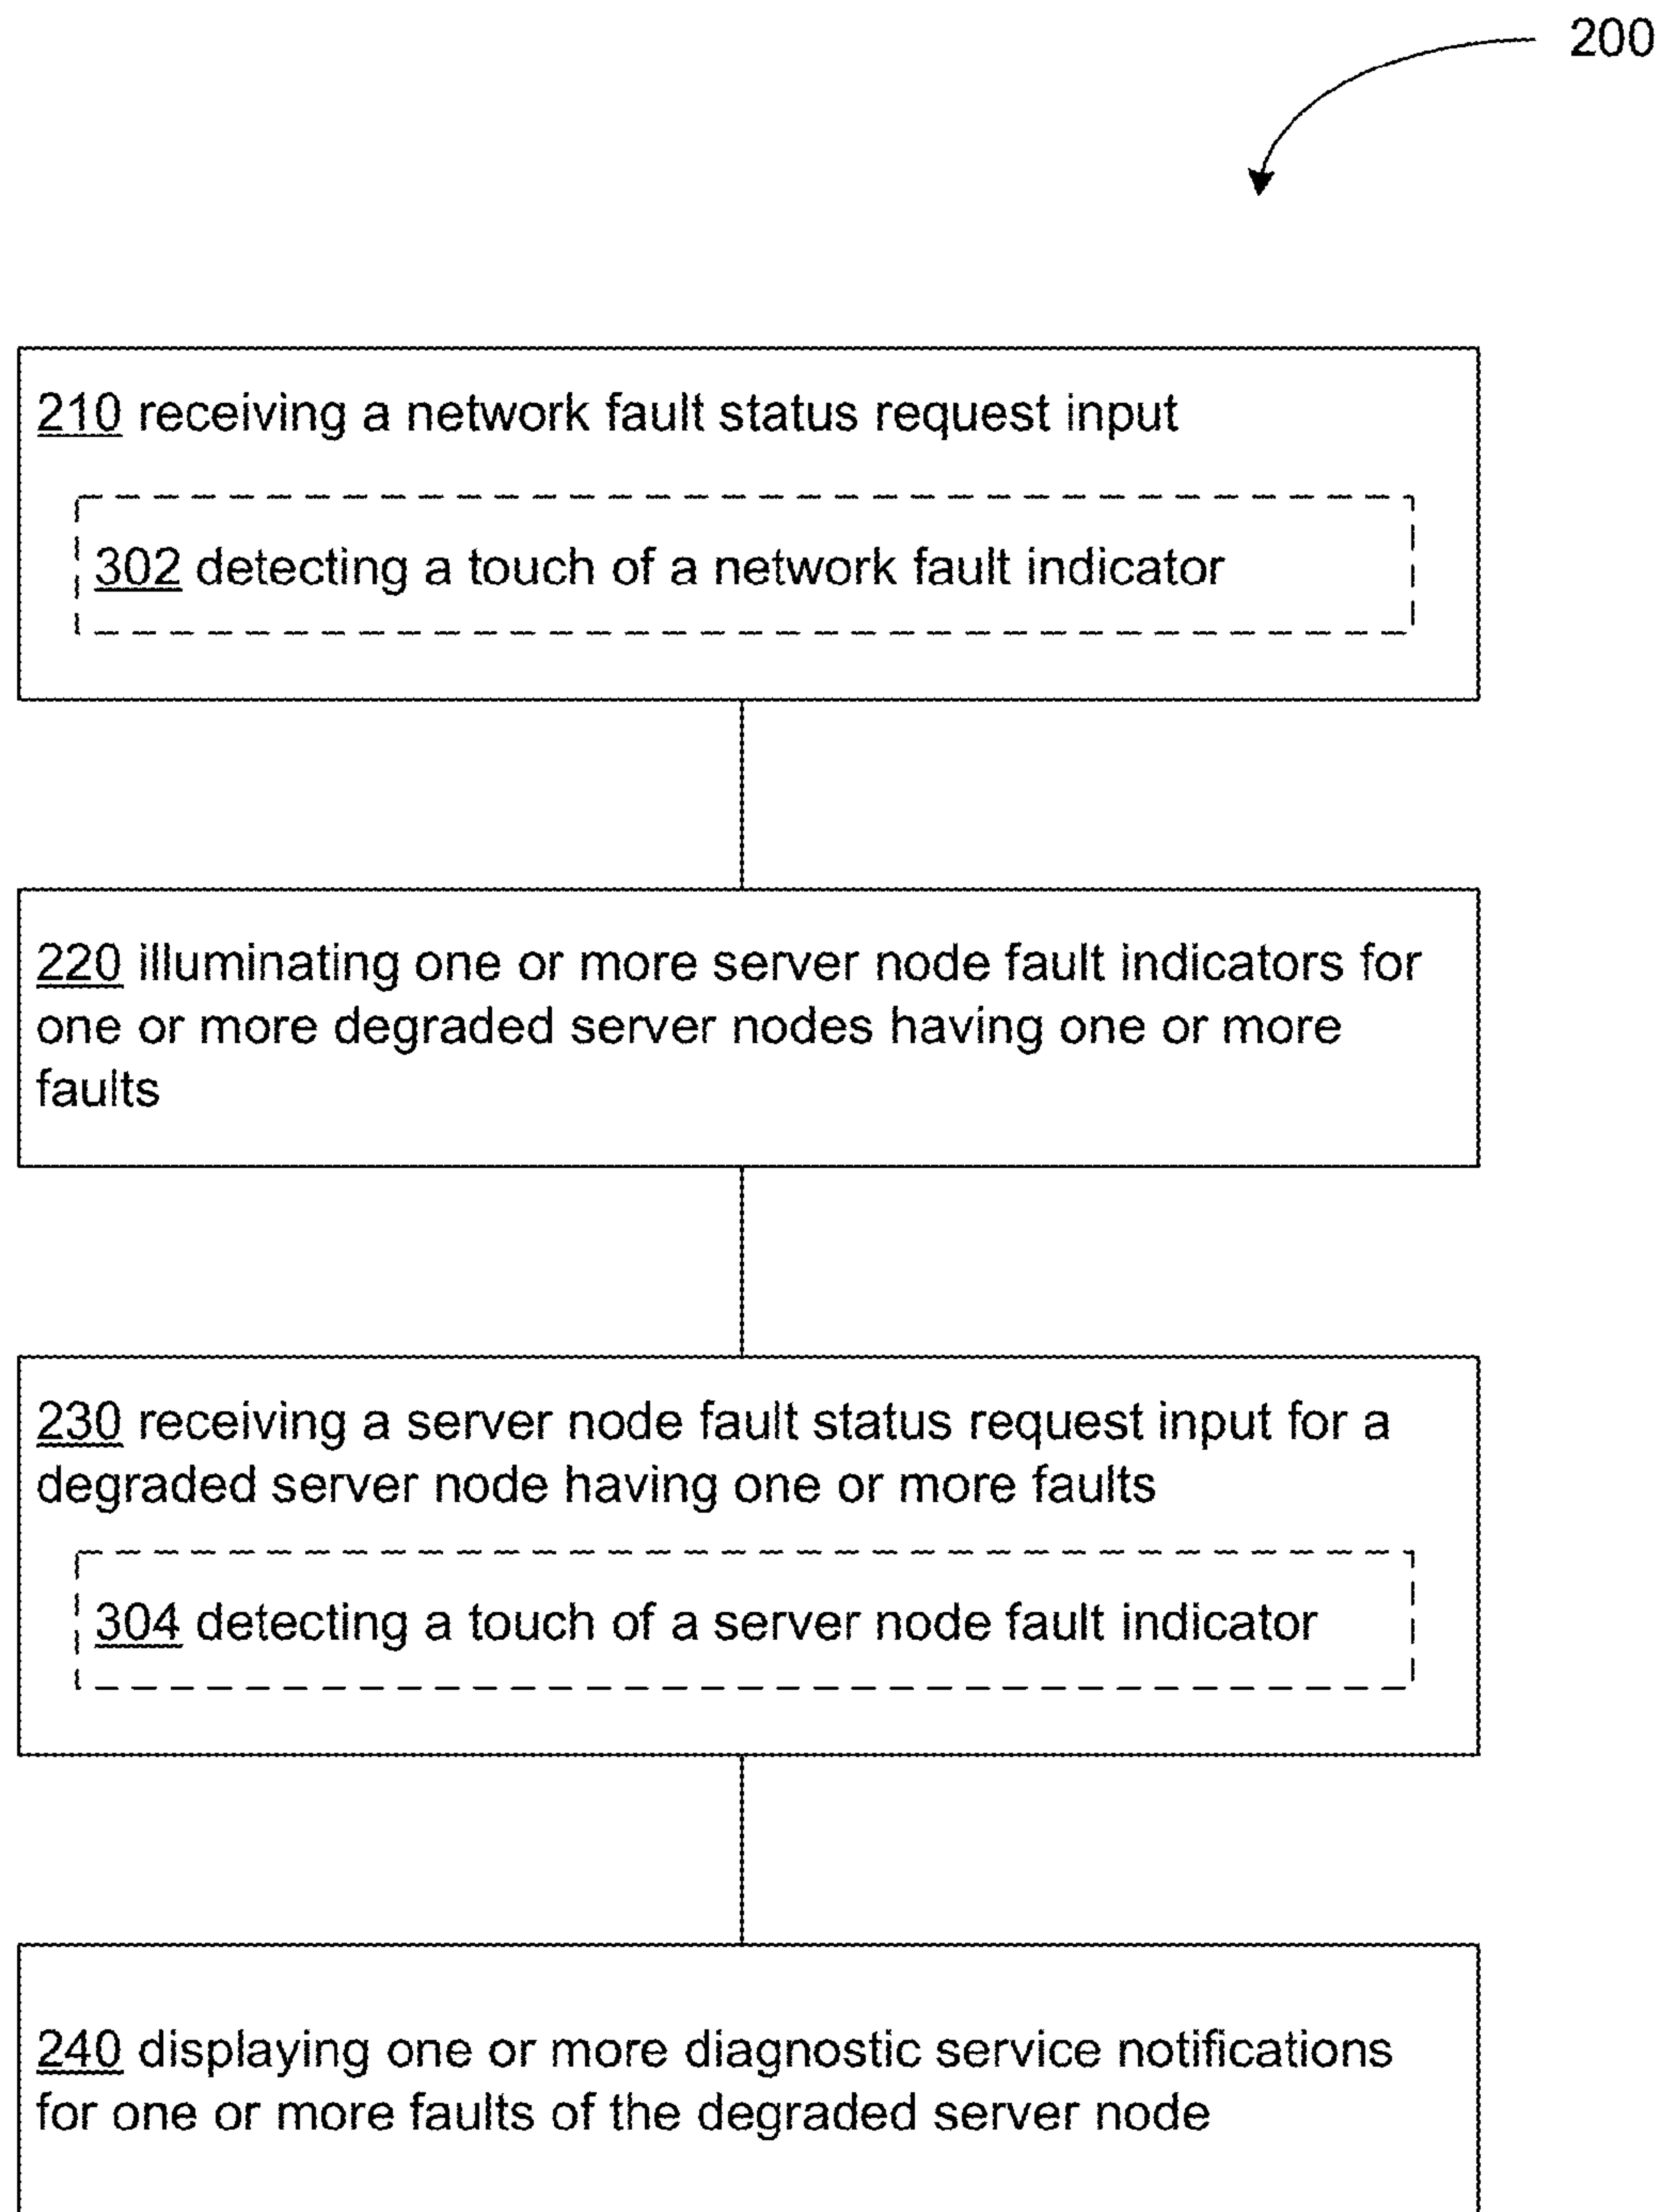 200
210 receiving a network fault status request input
302 detecting a touch of a network fault indicator
220 illuminating one or more server node fault indicators for
one or more degraded server nodes having one or more
faults
230 receiving a server node fault status request input for a
degraded server node having one or more faults
304 detecting a touch of a server node fault indicator
240 displaying one or more diagnostic service notifications
for one or more faults of the degraded server node